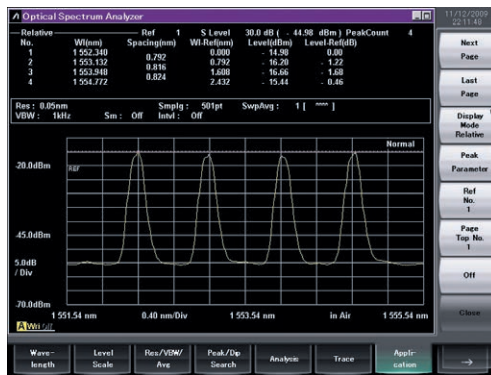 Optical Spectrum Analyzer
11/12/2009
22:11:40
Relative Ref 1 S Level 30.0 dB ( - 44.98 dBm ) PeakCount 4
No. Wl(nm) Spacing(nm) Wl-Ref(nm) Level(dBm) Level-Ref(dB)
1 1 552.340 0.000 - 14.98 0.00
0.792
2 1 553.132 0.792 - 16.20 - 1.22
0.816
3 1 553.948 1.608 - 16.66 - 1.68
0.824
4 1 554.772 2.432 - 15.44 - 0.46
Res : 0.05nm Smplg : 501pt SwpAvg : 1 [ ]
VBW : 1kHz Sm : Off Intvl : Off
Normal
-20.0dBm
REF
-45.0dBm
5.0dB
/ Div
-70.0dBm
1 551.54 nm 0.40 nm/Div 1 553.54 nm in Air 1 555.54 nm
A Wri
Next
Page
Last
Page
Display
Mode
Relative
Peak
Parameter
Ref
No.
1
Page
Top No.
1
Off
Close
Wave-
length
Level
Scale
Res/VBW/
Avg
Peak/Dip
Search
Analysis
Trace
Appli-
cation
→